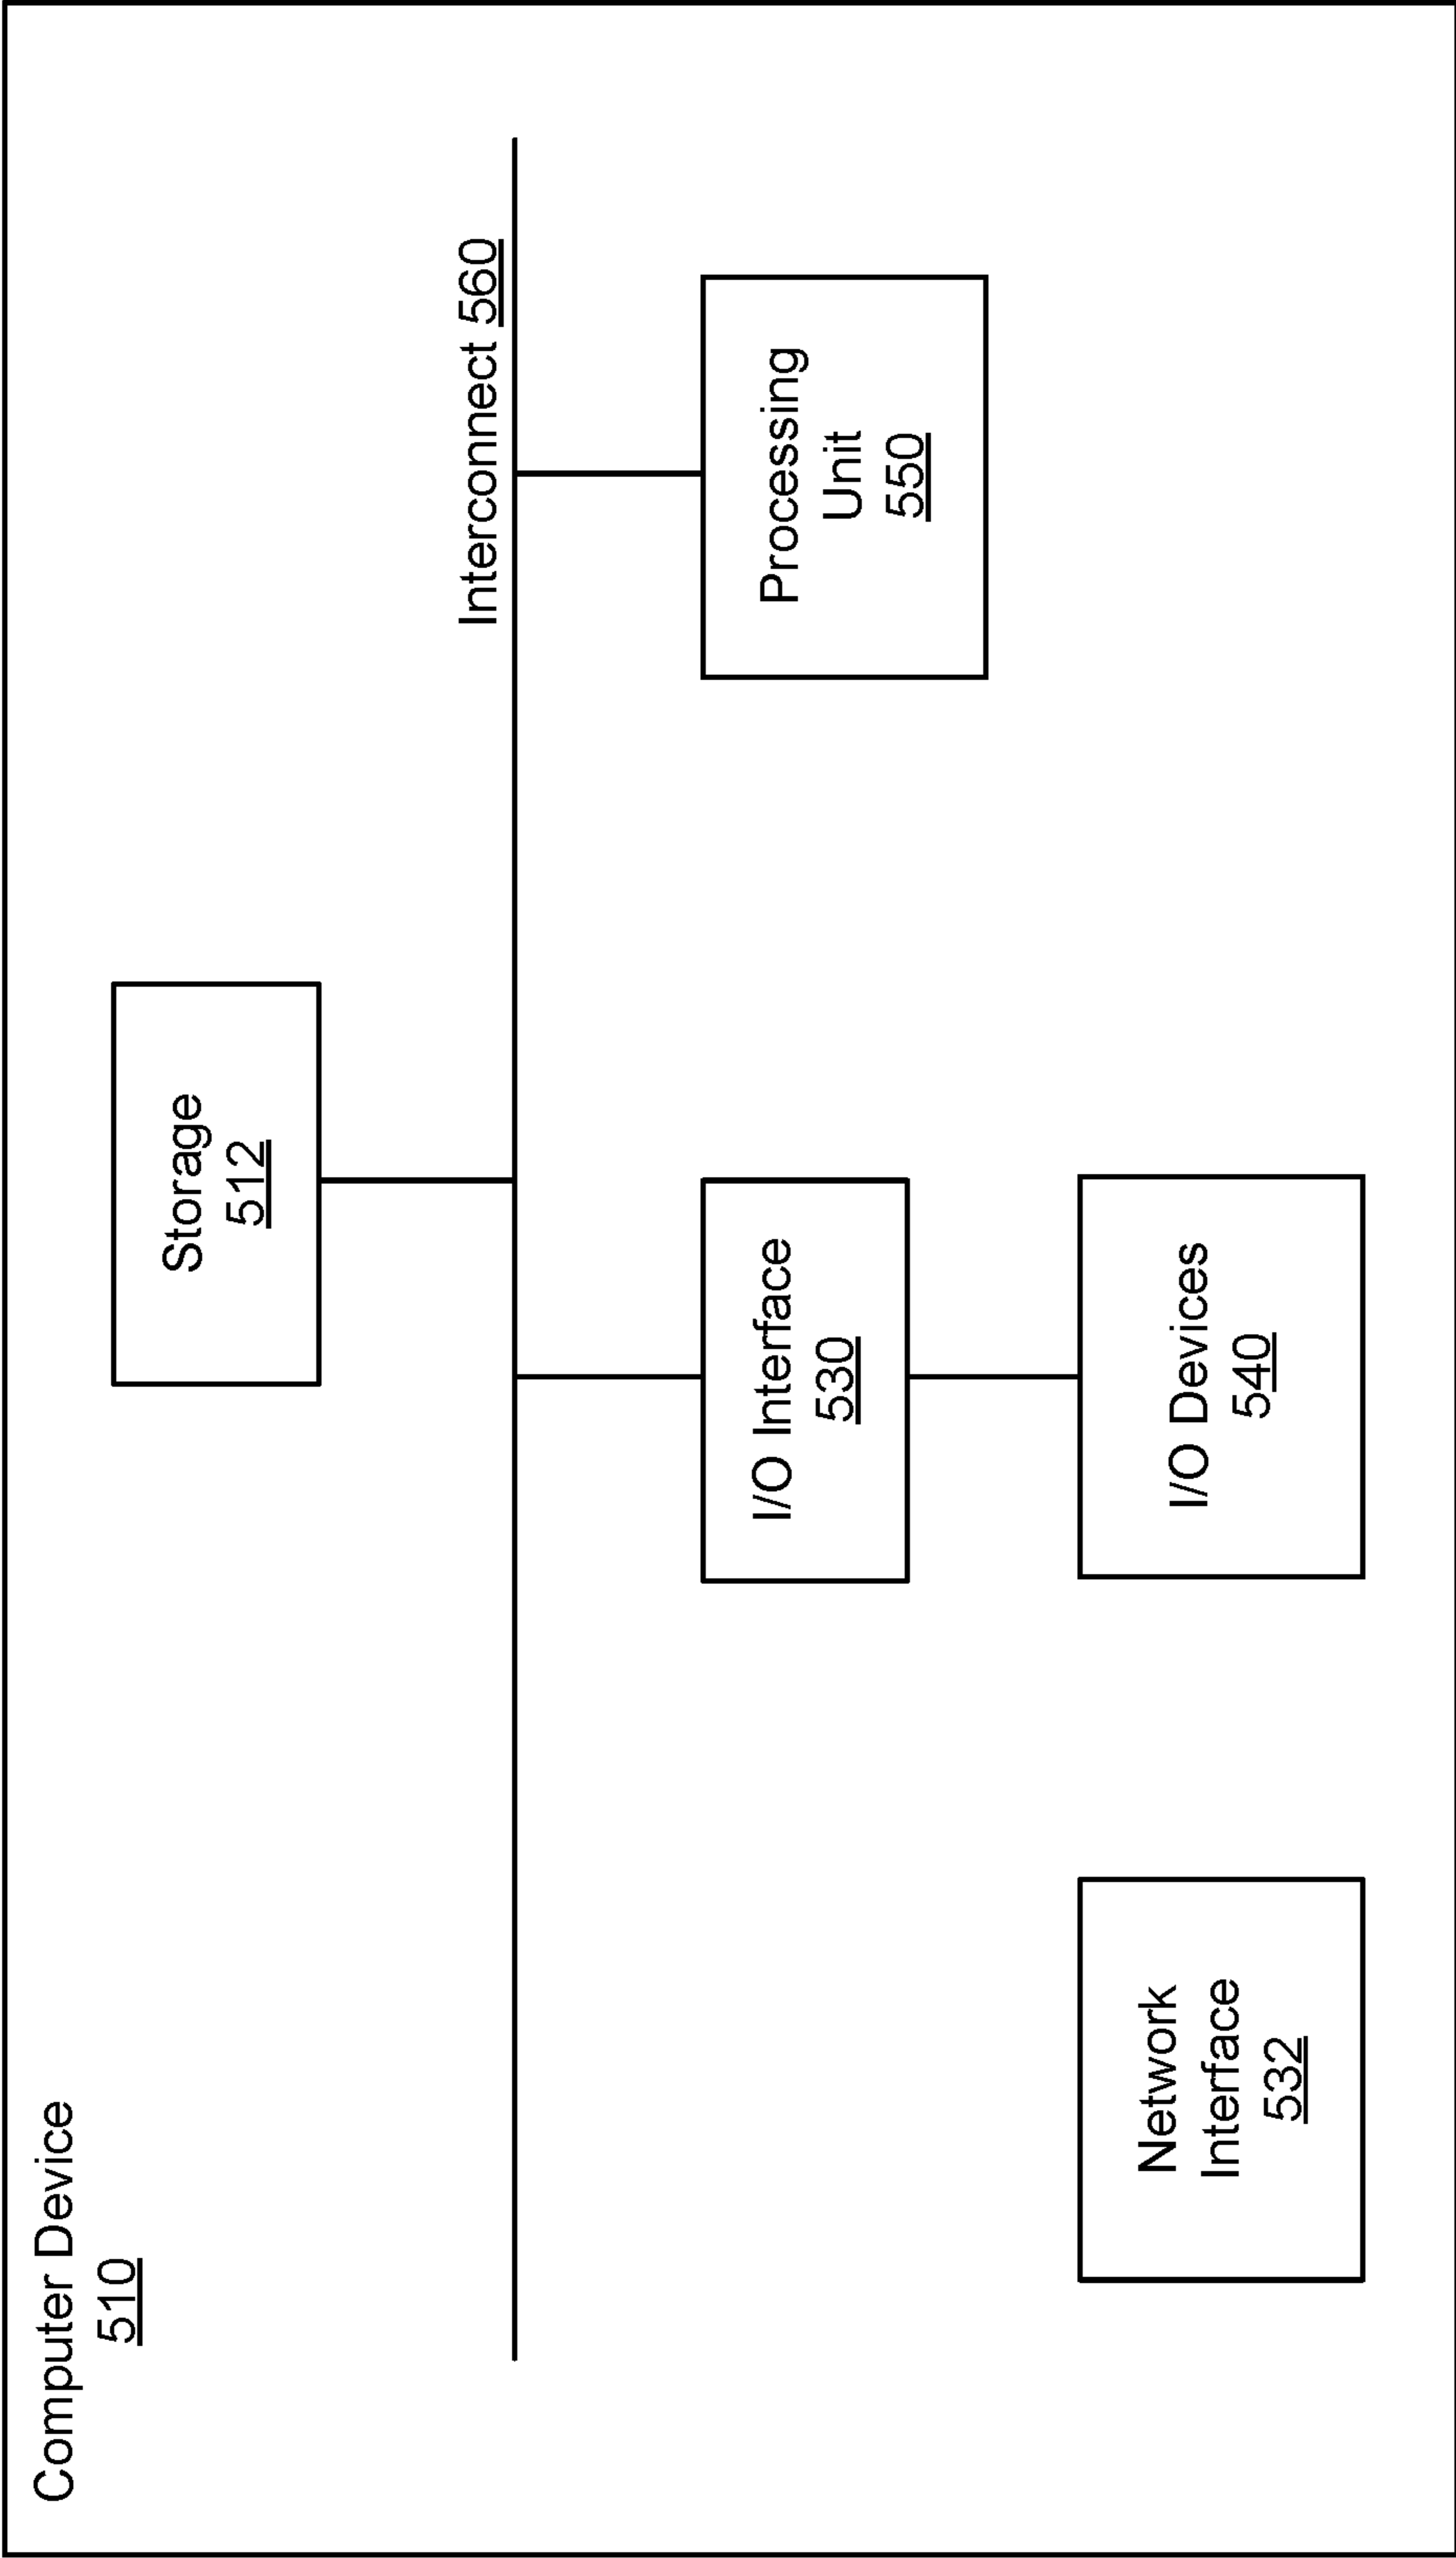 Computer Device
510
Storage
512
Interconnect 560
Network
Interface
532
I/O Interface
530
I/O Devices
540
Processing
Unit
550